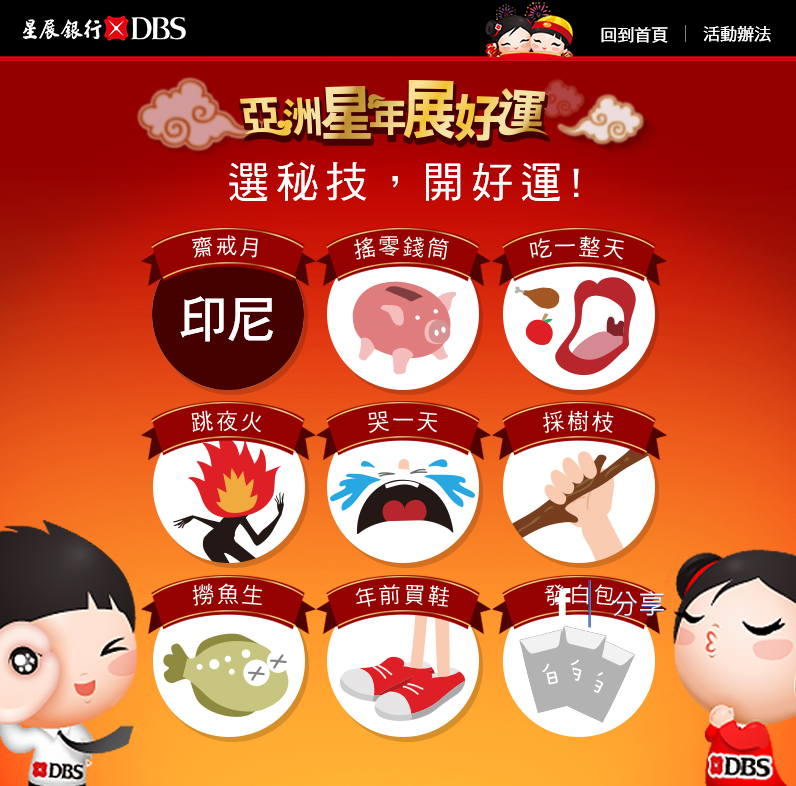 星展銀行 DBS
回到首頁
活動辦法
亞洲星年展好運
選秘技，開好運!
齋戒月
搖零錢筒
吃一整天
印尼
跳夜火
哭一天
採樹枝
撈魚生
年前買鞋
發白包
f 分享
白
DBS
DBS